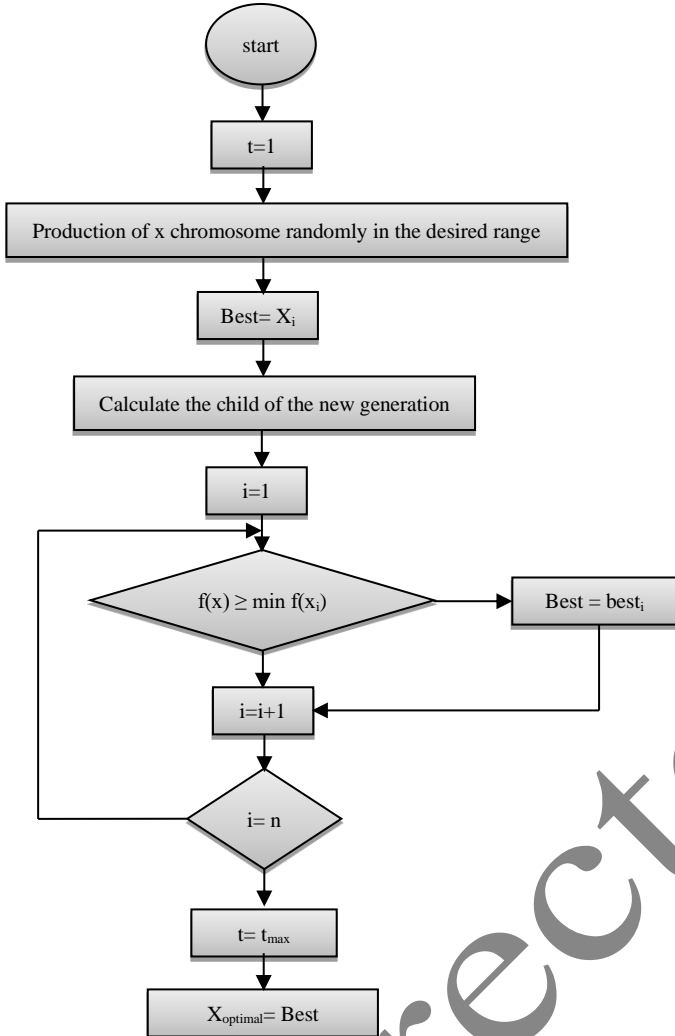 start
t=1
Production of x chromosome randomly in the desired range
Best= Xᵢ
Calculate the child of the new generation
i=1
f(x) ≥ min f(xᵢ)
Best = bestᵢ
i=i+1
i= n
t= tₘₐₓ
Xoptimal= Best
rect